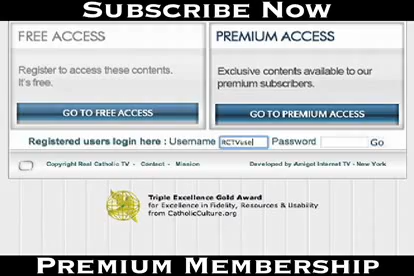 Subscribe Now
FREE ACCESS
Register to access these contents.
It's free.
GO TO FREE ACCESS
PREMIUM ACCESS
Exclusive contents available to our
premium subscribers.
GO TO PREMIUM ACCESS
Registered users login here : Username RCTVuse Password Go
Copyright Real Catholic TV - Contact - Mission
Developed by Amigot Internet TV - New York
Triple Excellence Gold Award
for Excellence in Fidelity, Resources & Usability
from CatholicCulture.org
Premium Membership